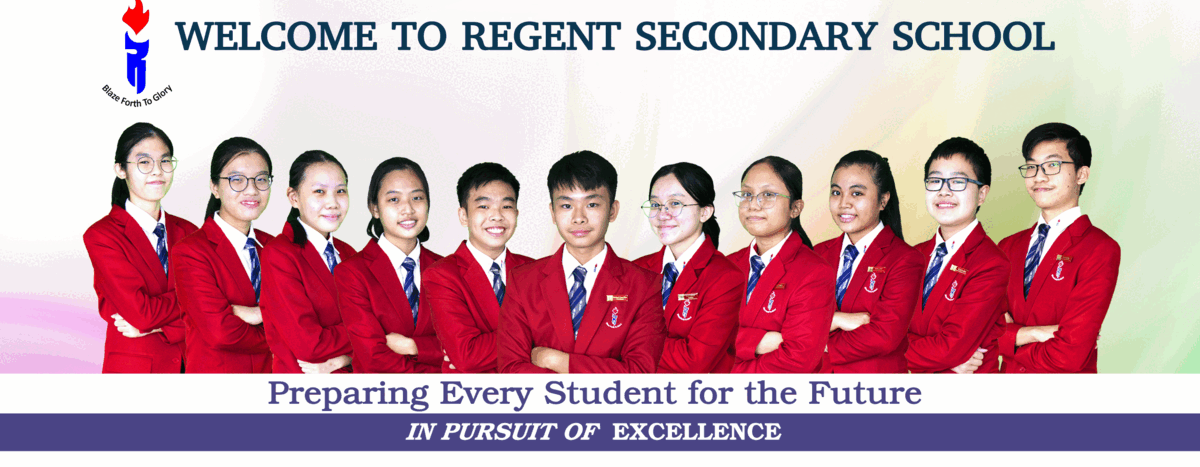 WELCOME TO REGENT SECONDARY SCHOOL
Blaze Forth To Glory
Preparing Every Student for the Future
IN PURSUIT OF EXCELLENCE